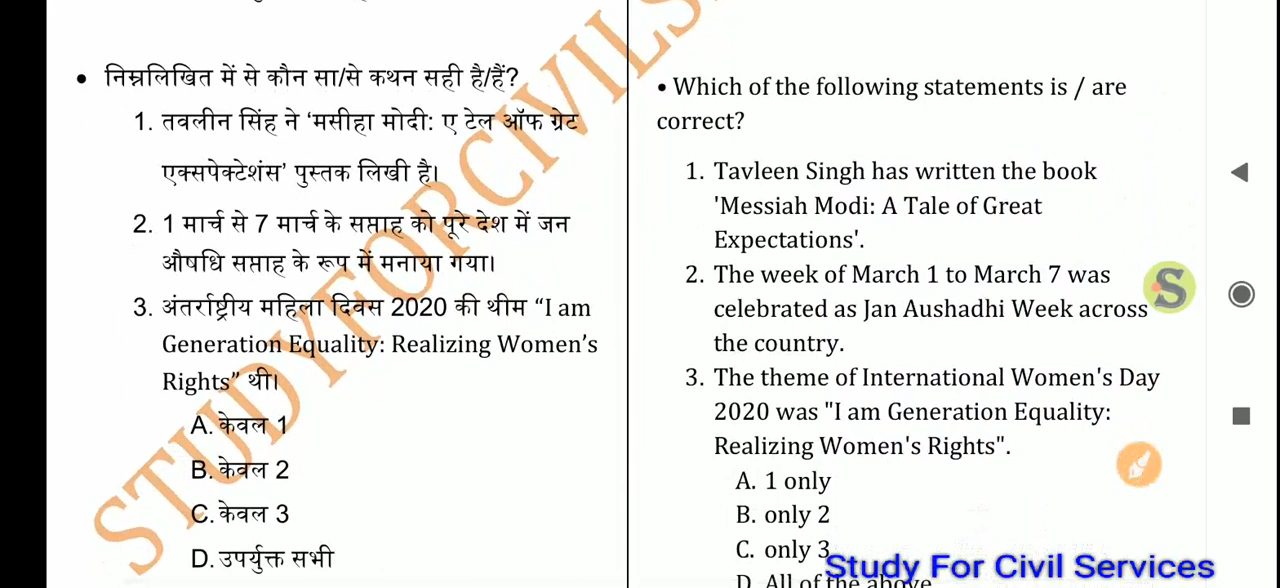 • निम्नलिखित में से कौन सा/से कथन सही है/हैं?
1. तवलीन सिंह ने ‘मसीहा मोदी: ए टेल ऑफ ग्रेट
एक्सपेक्टेशंस’ पुस्तक लिखी है।
2. 1 मार्च से 7 मार्च के सप्ताह को पूरे देश में जन
औषधि सप्ताह के रूप में मनाया गया।
3. अंतर्राष्ट्रीय महिला दिवस 2020 की थीम “I am
Generation Equality: Realizing Women’s
Rights” थी।
A. केवल 1
B. केवल 2
C. केवल 3
D. उपर्युक्त सभी
• Which of the following statements is / are
correct?
1. Tavleen Singh has written the book
'Messiah Modi: A Tale of Great
Expectations'.
2. The week of March 1 to March 7 was
celebrated as Jan Aushadhi Week across
the country.
3. The theme of International Women's Day
2020 was "I am Generation Equality:
Realizing Women's Rights".
A. 1 only
B. only 2
C. only 3
D. All of the above
STUDYFORCIVILS
S
Study For Civil Services